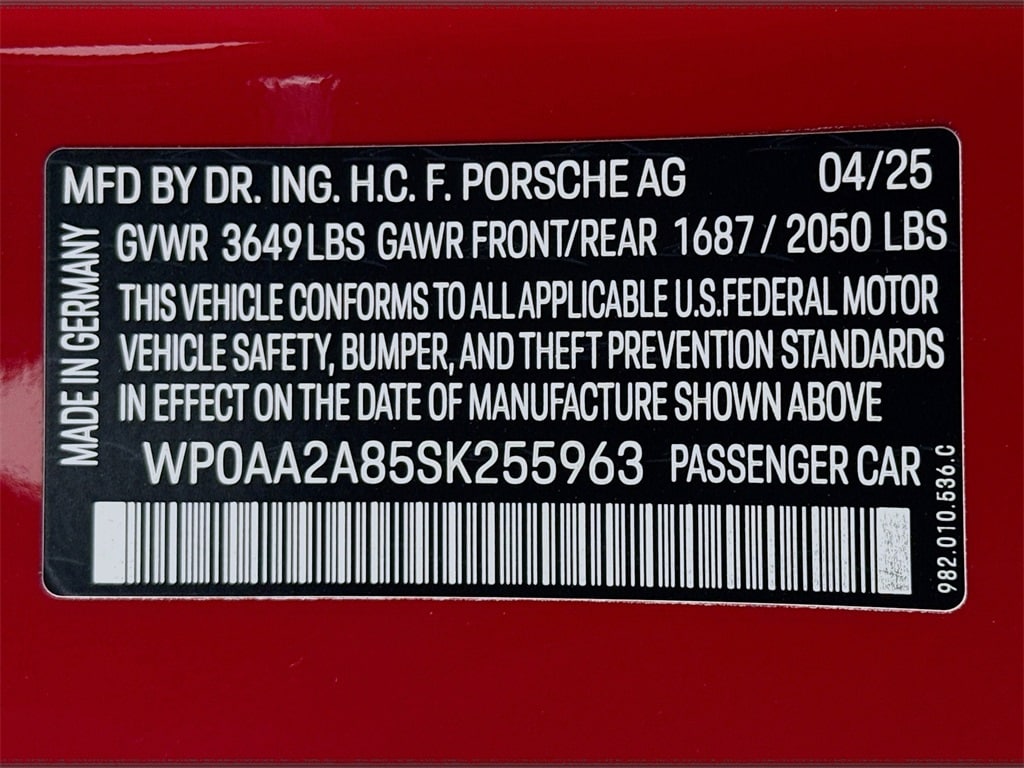 MFD BY DR. ING. H.C. F. PORSCHE AG 04/25
GVWR 3649 LBS GAWR FRONT/REAR 1687 / 2050 LBS
THIS VEHICLE CONFORMS TO ALL APPLICABLE U.S.FEDERAL MOTOR
VEHICLE SAFETY, BUMPER, AND THEFT PREVENTION STANDARDS
IN EFFECT ON THE DATE OF MANUFACTURE SHOWN ABOVE
WP0AA2A85SK255963 PASSENGER CAR
MADE IN GERMANY
982.010.536.C